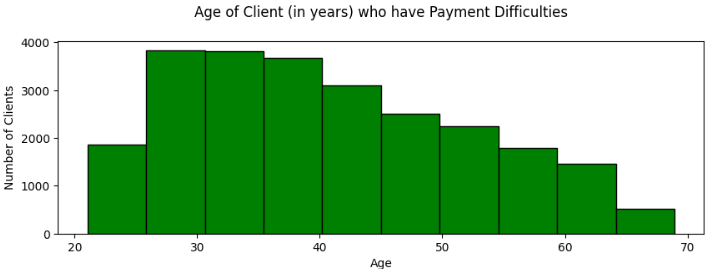 Age of Client (in years) who have Payment Difficulties
Number of Clients
4000
3000
2000
1000
0
20 30 40 50 60 70
Age